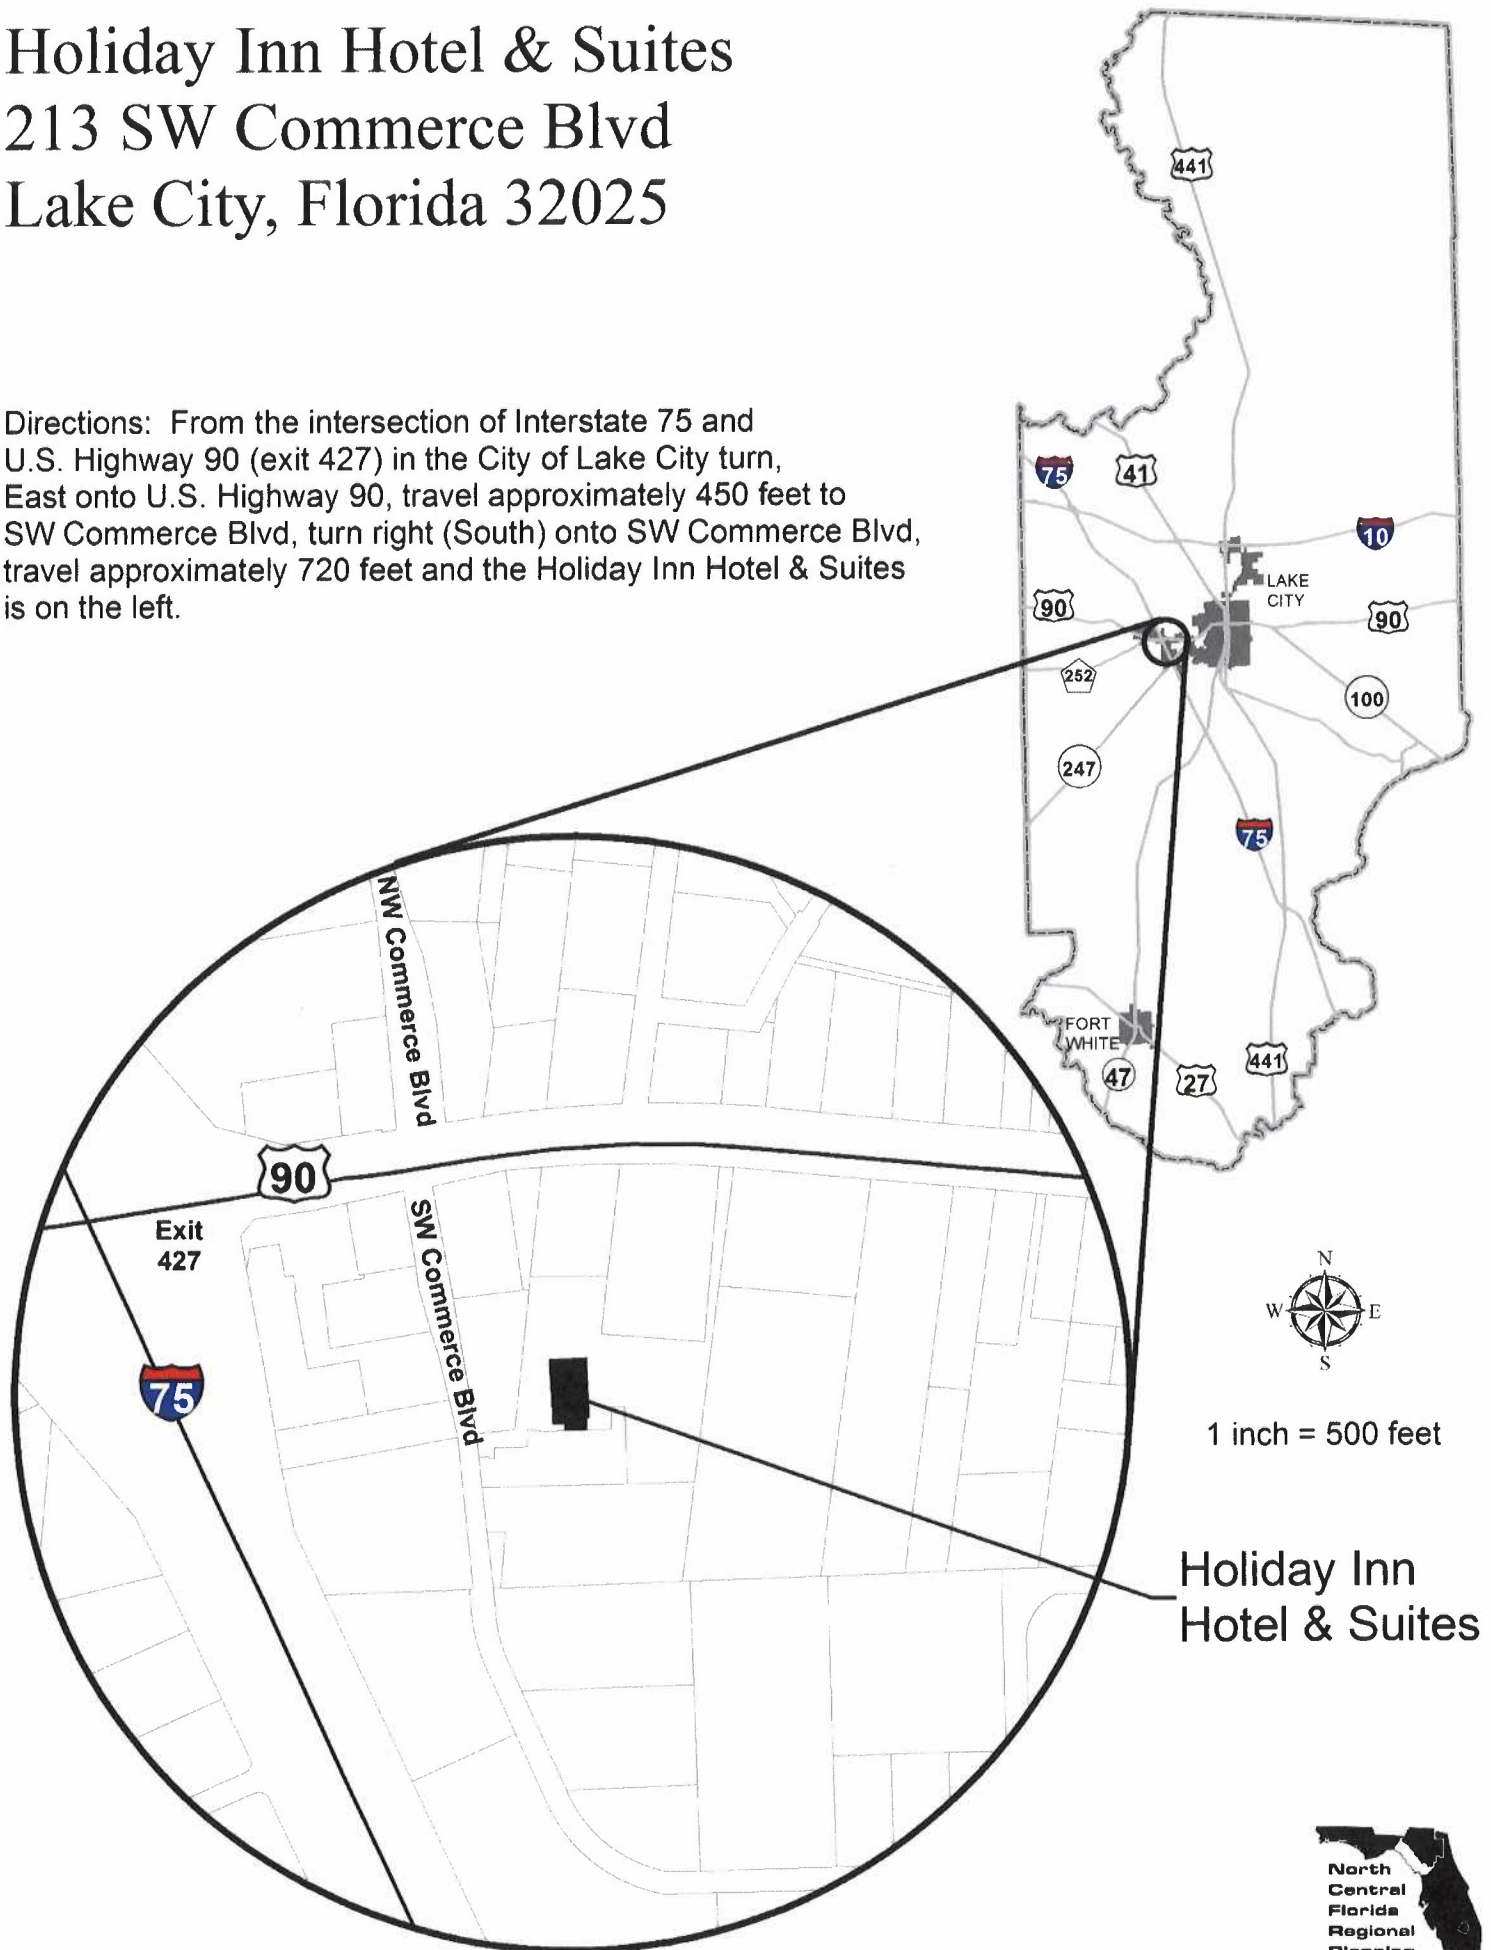 Holiday Inn Hotel & Suites
213 SW Commerce Blvd
Lake City, Florida 32025
Directions:  From the intersection of Interstate 75 and
U.S. Highway 90 (exit 427) in the City of Lake City turn,
East onto U.S. Highway 90, travel approximately 450 feet to
SW Commerce Blvd, turn right (South) onto SW Commerce Blvd,
travel approximately 720 feet and the Holiday Inn Hotel & Suites
is on the left.
441
75
41
10
LAKE
CITY
90
90
252
100
247
75
FORT
WHITE
47
27
441
NW Commerce Blvd
90
Exit
427
SW Commerce Blvd
75
N
W
E
S
1 inch = 500 feet
Holiday Inn
Hotel & Suites
North
Central
Florida
Regional
Planning